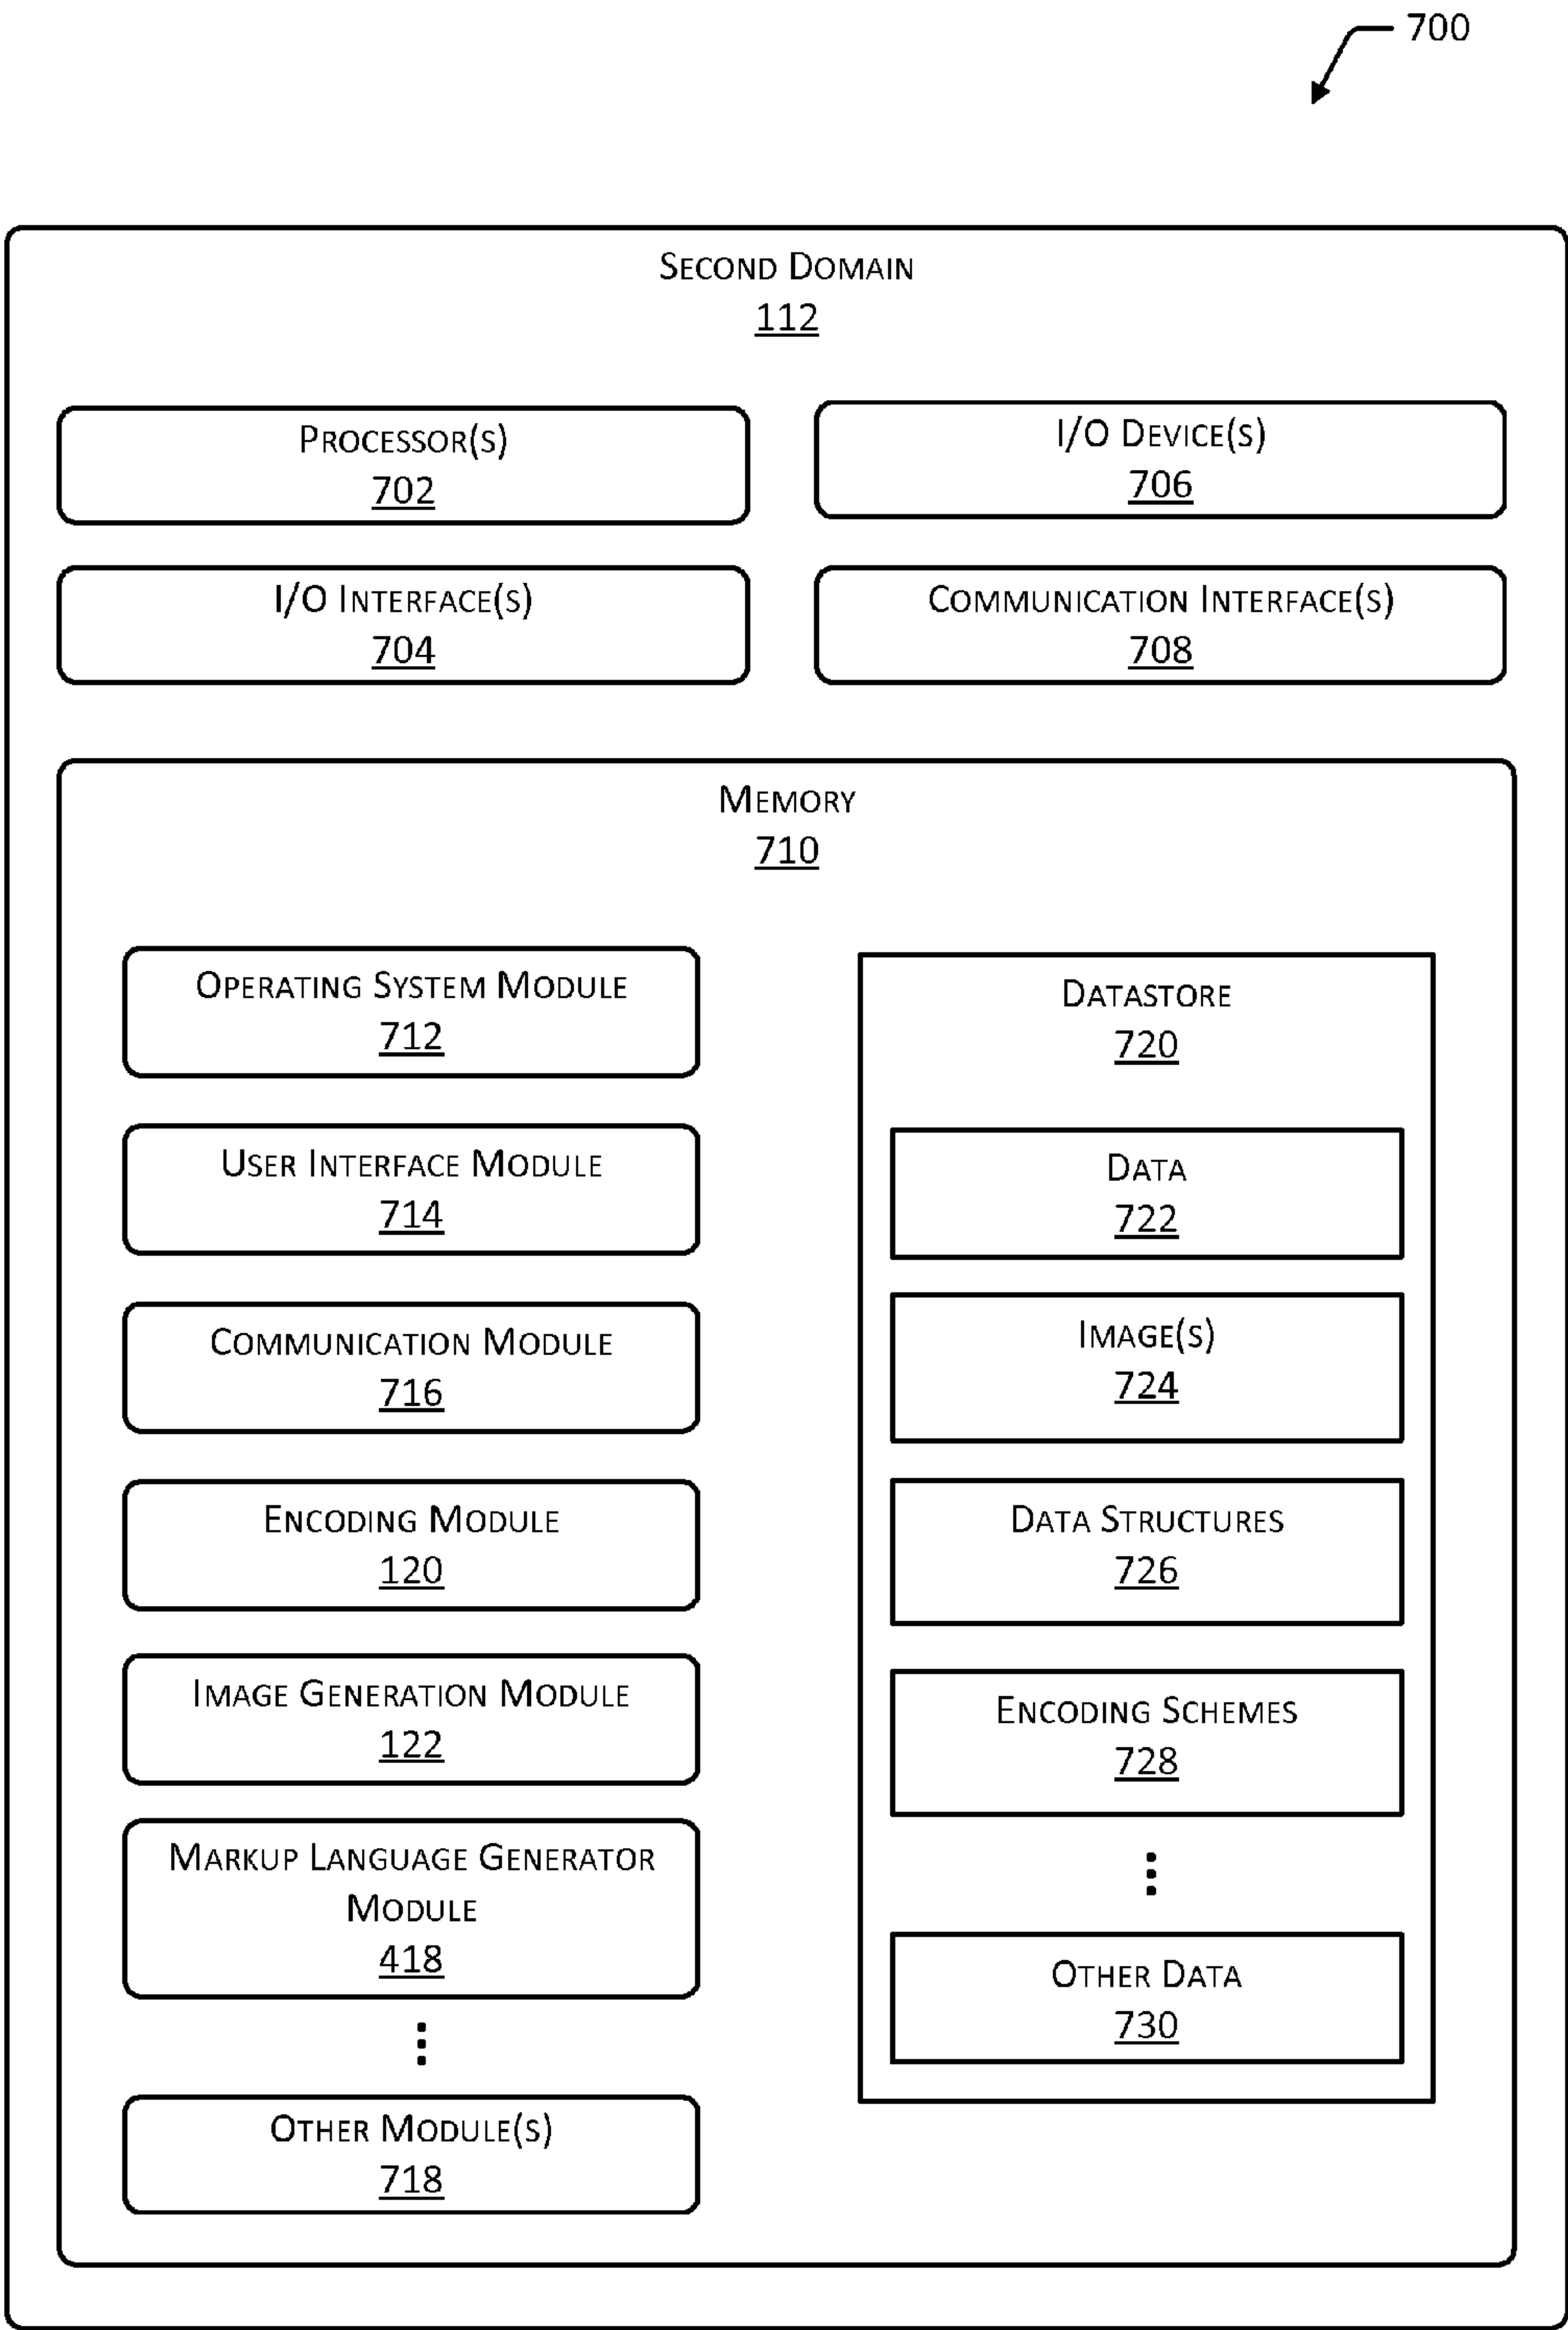 700
Second Domain
112
Processor(s)
702
I/O Device(s)
706
I/O Interface(s)
704
Communication Interface(s)
708
Memory
710
Operating System Module
712
User Interface Module
714
Communication Module
716
Encoding Module
120
Image Generation Module
122
Markup Language Generator
Module
418
Other Module(s)
718
Datastore
720
Data
722
Image(s)
724
Data Structures
726
Encoding Schemes
728
Other Data
730